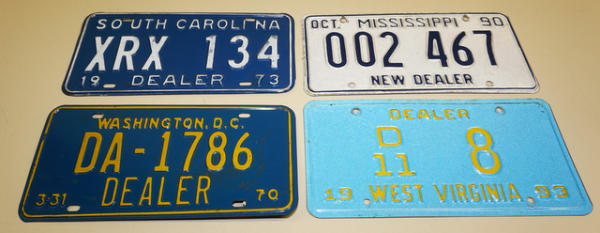 SOUTH CAROLINA
XRX 134
19 DEALER 73
OCT. MISSISSIPPI 90
002 467
NEW DEALER
WASHINGTON, D.C.
DA-1786
3-31 DEALER 70
DEALER
D 11 8
19 WEST VIRGINIA 93